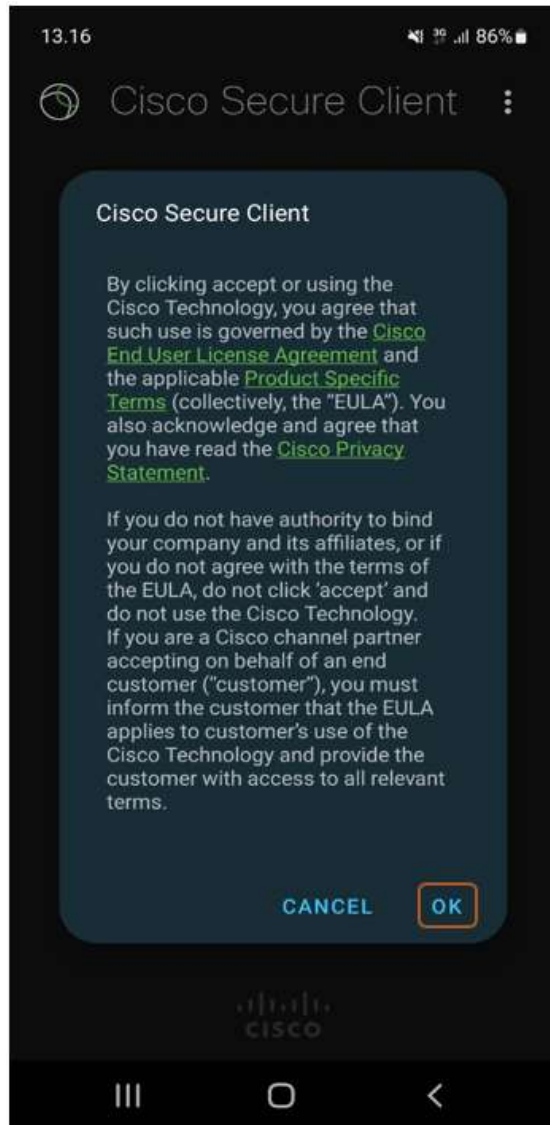 13.16
3G
86%
Cisco Secure Client
Cisco Secure Client
By clicking accept or using the
Cisco Technology, you agree that
such use is governed by the Cisco
End User License Agreement and
the applicable Product Specific
Terms (collectively, the "EULA"). You
also acknowledge and agree that
you have read the Cisco Privacy
Statement.
If you do not have authority to bind
your company and its affiliates, or if
you do not agree with the terms of
the EULA, do not click 'accept' and
do not use the Cisco Technology.
If you are a Cisco channel partner
accepting on behalf of an end
customer ("customer"), you must
inform the customer that the EULA
applies to customer's use of the
Cisco Technology and provide the
customer with access to all relevant
terms.
CANCEL
OK
CISCO